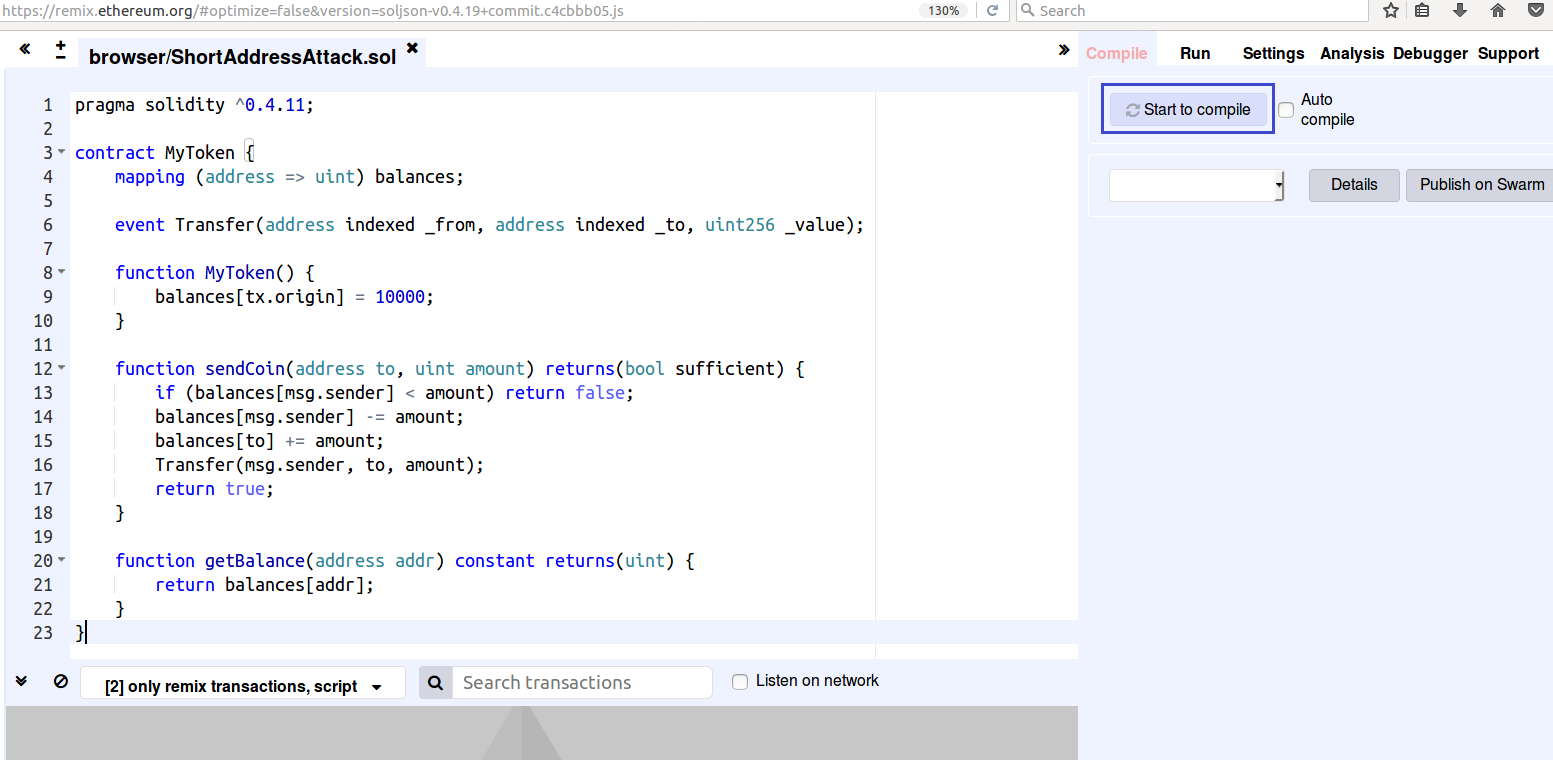 https://remix.ethereum.org/#optimize=false&version=soljson-v0.4.19+commit.c4cbbb05.js 130% Search
browser/ShortAddressAttack.sol
Compile Run Settings Analysis Debugger Support
Start to compile
Auto
compile
Details Publish on Swarm
1 pragma solidity ^0.4.11;
2
3 contract MyToken {
4 mapping (address => uint) balances;
5
6 event Transfer(address indexed _from, address indexed _to, uint256 _value);
7
8 function MyToken() {
9 balances[tx.origin] = 10000;
10 }
11
12 function sendCoin(address to, uint amount) returns(bool sufficient) {
13 if (balances[msg.sender] < amount) return false;
14 balances[msg.sender] -= amount;
15 balances[to] += amount;
16 Transfer(msg.sender, to, amount);
17 return true;
18 }
19
20 function getBalance(address addr) constant returns(uint) {
21 return balances[addr];
22 }
23 }
[2] only remix transactions, script Search transactions Listen on network